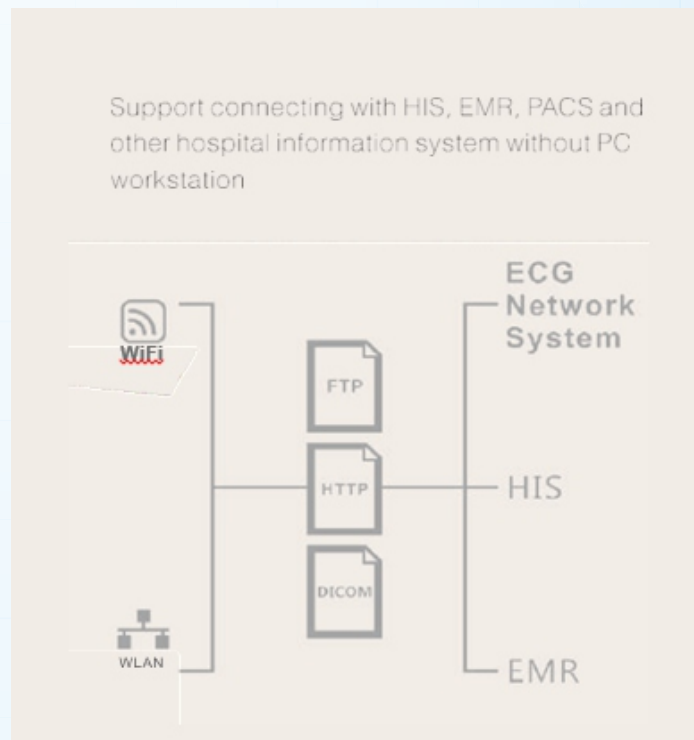 Support connecting with HIS, EMR, PACS and
other hospital information system without PC
workstation
WiFi
WLAN
FTP
HTTP
DICOM
ECG
Network
System
HIS
EMR